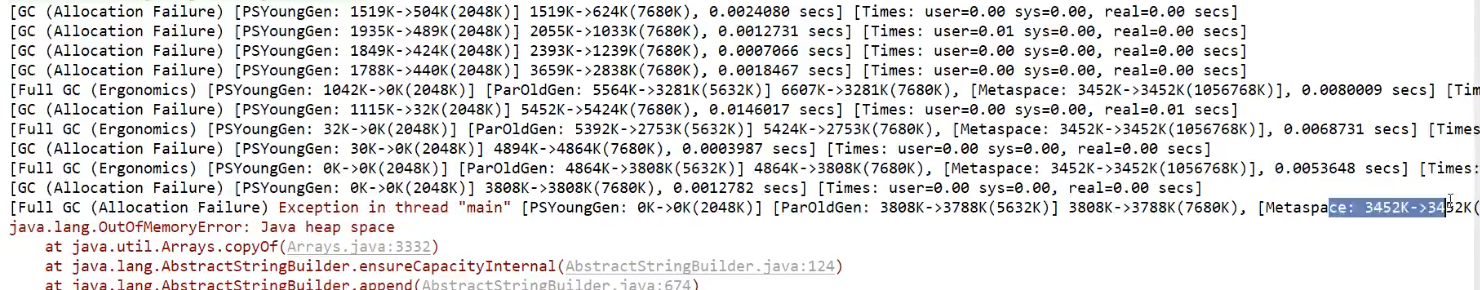 [GC (Allocation Failure) [PSYoungGen: 1519K->504K(2048K)] 1519K->624K(7680K), 0.0024080 secs] [Times: user=0.00 sys=0.00, real=0.00 secs]
[GC (Allocation Failure) [PSYoungGen: 1935K->489K(2048K)] 2055K->1033K(7680K), 0.0012731 secs] [Times: user=0.01 sys=0.00, real=0.00 secs]
[GC (Allocation Failure) [PSYoungGen: 1849K->424K(2048K)] 2393K->1239K(7680K), 0.0007066 secs] [Times: user=0.00 sys=0.00, real=0.00 secs]
[GC (Allocation Failure) [PSYoungGen: 1788K->440K(2048K)] 3659K->2838K(7680K), 0.0018467 secs] [Times: user=0.00 sys=0.00, real=0.00 secs]
[Full GC (Ergonomics) [PSYoungGen: 1042K->0K(2048K)] [ParOldGen: 5564K->3281K(5632K)] 6607K->3281K(7680K), [Metaspace: 3452K->3452K(1056768K)], 0.0080009 secs] [Tim
[GC (Allocation Failure) [PSYoungGen: 1115K->32K(2048K)] 5452K->5424K(7680K), 0.0146017 secs] [Times: user=0.00 sys=0.00, real=0.01 secs]
[Full GC (Ergonomics) [PSYoungGen: 32K->0K(2048K)] [ParOldGen: 5392K->2753K(5632K)] 5424K->2753K(7680K), [Metaspace: 3452K->3452K(1056768K)], 0.0068731 secs] [Times
[GC (Allocation Failure) [PSYoungGen: 30K->0K(2048K)] 4894K->4864K(7680K), 0.0003987 secs] [Times: user=0.00 sys=0.00, real=0.00 secs]
[Full GC (Ergonomics) [PSYoungGen: 0K->0K(2048K)] [ParOldGen: 4864K->3808K(5632K)] 4864K->3808K(7680K), [Metaspace: 3452K->3452K(1056768K)], 0.0053648 secs] [Times:
[GC (Allocation Failure) [PSYoungGen: 0K->0K(2048K)] 3808K->3808K(7680K), 0.0012782 secs] [Times: user=0.00 sys=0.00, real=0.00 secs]
[Full GC (Allocation Failure) Exception in thread "main" [PSYoungGen: 0K->0K(2048K)] [ParOldGen: 3808K->3788K(5632K)] 3808K->3788K(7680K), [Metaspace: 3452K->3452K(
java.lang.OutOfMemoryError: Java heap space
at java.util.Arrays.copyOf(Arrays.java:3332)
at java.lang.AbstractStringBuilder.ensureCapacityInternal(AbstractStringBuilder.java:124)
at java.lang.AbstractStringBuilder.append(AbstractStringBuilder.java:674)